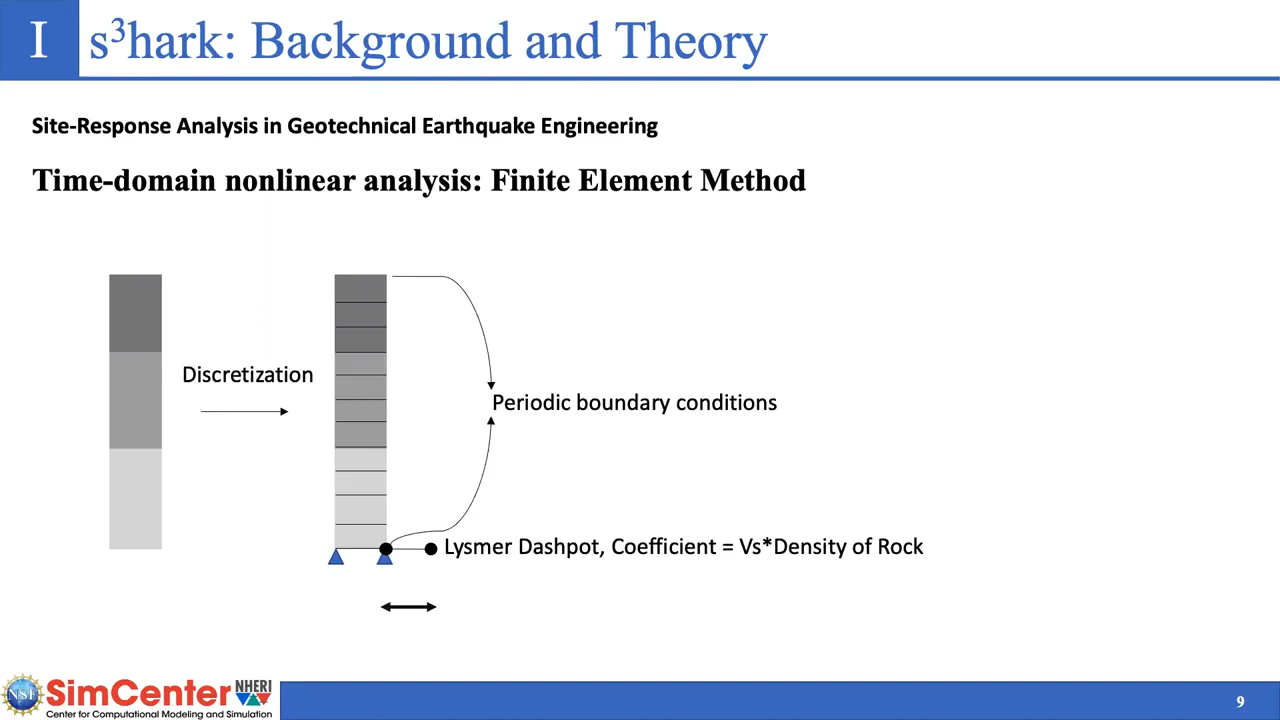 I
s³hark: Background and Theory
Site-Response Analysis in Geotechnical Earthquake Engineering
Time-domain nonlinear analysis: Finite Element Method
Discretization
Periodic boundary conditions
Lysmer Dashpot, Coefficient = Vs*Density of Rock
NSF
SimCenter
NHERI
Center for Computational Modeling and Simulation
9